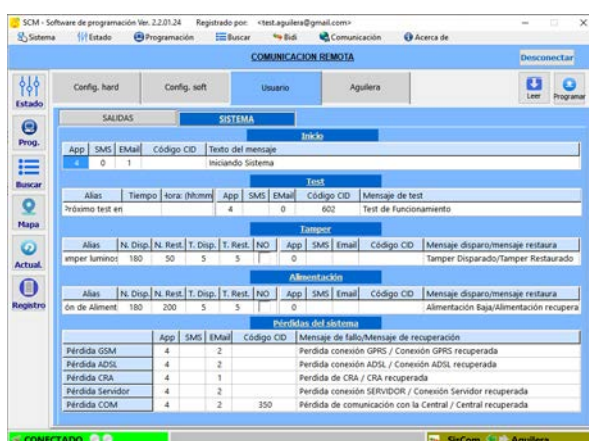 SCM - Software de programación Ver. 2.2.01.24 Registrado por: <test.aguilera@gmail.com>
Sistema Estado Programación Buscar Bidi Comunicación Acerca de
COMUNICACION REMOTA Desconectar
Estado Config. hard Config. soft Usuario Aguilera Leer Programar
SALIDAS SISTEMA
Inicio
App SMS EMail Código CID Texto del mensaje
4 0 1 Iniciando Sistema
Test
Alias Tiempo Hora: (hh:mm) App SMS EMail Código CID Mensaje de test
Próximo test en 4 0 602 Test de Funcionamiento
Tamper
Alias N. Disp. N. Rest. T. Disp. T. Rest. NO App SMS Email Código CID Mensaje disparo/mensaje restaura
amper luminos 180 50 5 5 0 Tamper Disparado/Tamper Restaurado
Alimentación
Alias N. Disp. N. Rest. T. Disp. T. Rest. NO App SMS Email Código CID Mensaje disparo/mensaje restaura
ón de Aliment 180 200 5 5 0 Alimentación Baja/Alimentación recupera
Pérdidas del sistema
App SMS EMail Código CID Mensaje de fallo/Mensaje de recuperación
Pérdida GSM 4 2 Perdida conexión GPRS / Conexión GPRS recuperada
Pérdida ADSL 4 2 Perdida conexión ADSL / Conexión ADSL recuperada
Pérdida CRA 4 1 Perdida de CRA / CRA recuperada
Pérdida Servidor 4 2 Perdida conexión SERVIDOR / Conexión Servidor recuperada
Pérdida COM 4 2 350 Pérdida de comunicación con la Central / Central recuperada
Prog.
Buscar
Mapa
Actual.
Registro
CONECTADO SisCom Aguilera